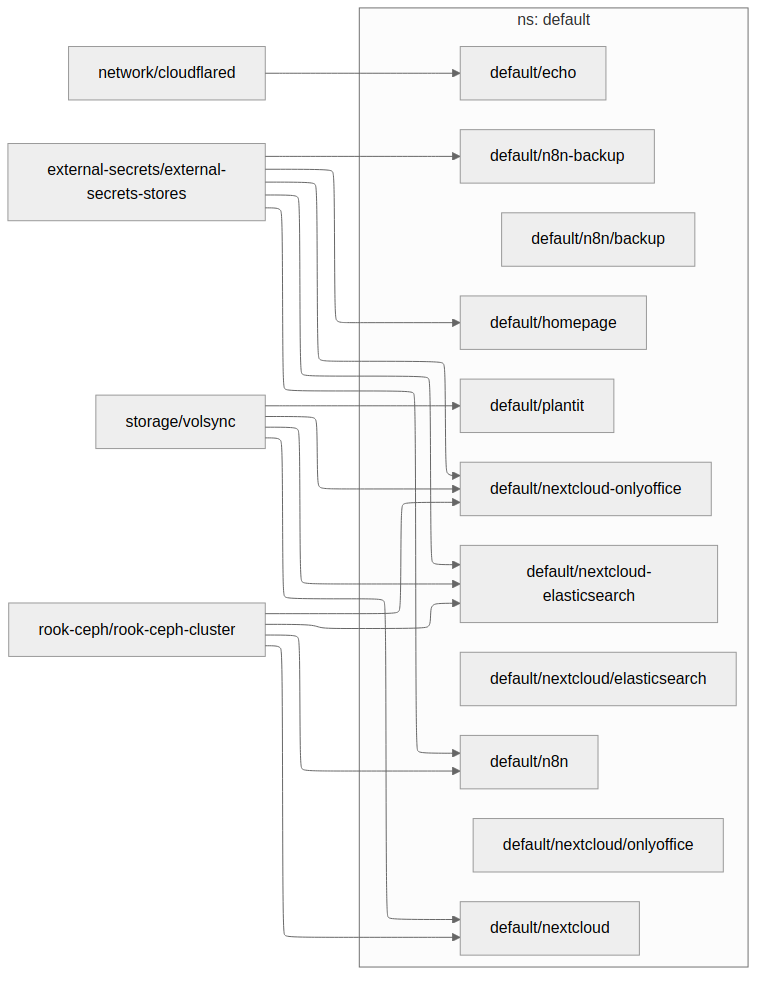 ns: default
network/cloudflared
default/echo
external-secrets/external-
secrets-stores
default/n8n-backup
default/n8n/backup
default/homepage
storage/volsync
default/plantit
default/nextcloud-onlyoffice
default/nextcloud-
elasticsearch
rook-ceph/rook-ceph-cluster
default/nextcloud/elasticsearch
default/n8n
default/nextcloud/onlyoffice
default/nextcloud